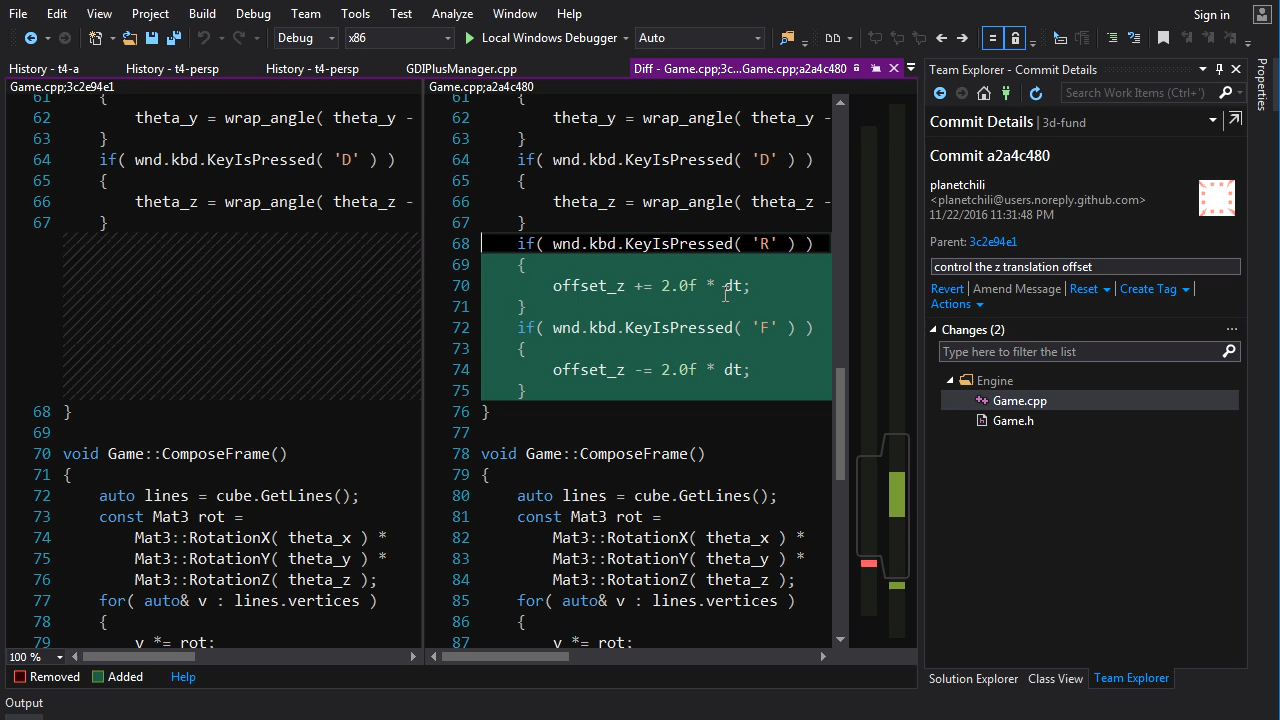 File Edit View Project Build Debug Team Tools Test Analyze Window Help
Sign in
Debug x86 Local Windows Debugger Auto
History - t4-a History - t4-persp History - t4-persp GDIPlusManager.cpp Diff - Game.cpp;3c...Game.cpp;a2a4c480
Game.cpp;3c2e94e1
61 {
62 theta_y = wrap_angle( theta_y -
63 }
64 if( wnd.kbd.KeyIsPressed( 'D' ) )
65 {
66 theta_z = wrap_angle( theta_z -
67 }
68 }
69
70 void Game::ComposeFrame()
71 {
72 auto lines = cube.GetLines();
73 const Mat3 rot =
74 Mat3::RotationX( theta_x ) *
75 Mat3::RotationY( theta_y ) *
76 Mat3::RotationZ( theta_z );
77 for( auto& v : lines.vertices )
78 {
79 v *= rot;
100 %
Game.cpp;a2a4c480
61 {
62 theta_y = wrap_angle( theta_y -
63 }
64 if( wnd.kbd.KeyIsPressed( 'D' ) )
65 {
66 theta_z = wrap_angle( theta_z -
67 }
68 if( wnd.kbd.KeyIsPressed( 'R' ) )
69 {
70 offset_z += 2.0f * dt;
71 }
72 if( wnd.kbd.KeyIsPressed( 'F' ) )
73 {
74 offset_z -= 2.0f * dt;
75 }
76 }
77
78 void Game::ComposeFrame()
79 {
80 auto lines = cube.GetLines();
81 const Mat3 rot =
82 Mat3::RotationX( theta_x ) *
83 Mat3::RotationY( theta_y ) *
84 Mat3::RotationZ( theta_z );
85 for( auto& v : lines.vertices )
86 {
87 v *= rot;
Removed Added Help
Output
Team Explorer - Commit Details
Search Work Items (Ctrl+')
Commit Details | 3d-fund
Commit a2a4c480
planetchili
<planetchili@users.noreply.github.com>
11/22/2016 11:31:48 PM
Parent: 3c2e94e1
control the z translation offset
Revert | Amend Message | Reset | Create Tag |
Actions
Changes (2) ...
Type here to filter the list
Engine
Game.cpp
Game.h
Solution Explorer Class View Team Explorer
Properties